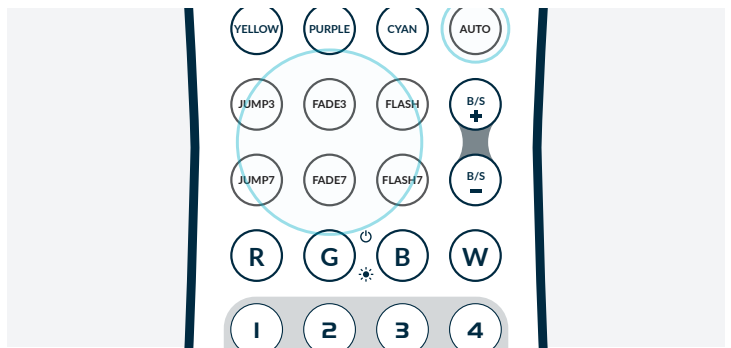 YELLOW PURPLE CYAN AUTO
JUMP3 FADE3 FLASH B/S
+
JUMP7 FADE7 FLASH7 B/S
-
R G B W
1 2 3 4